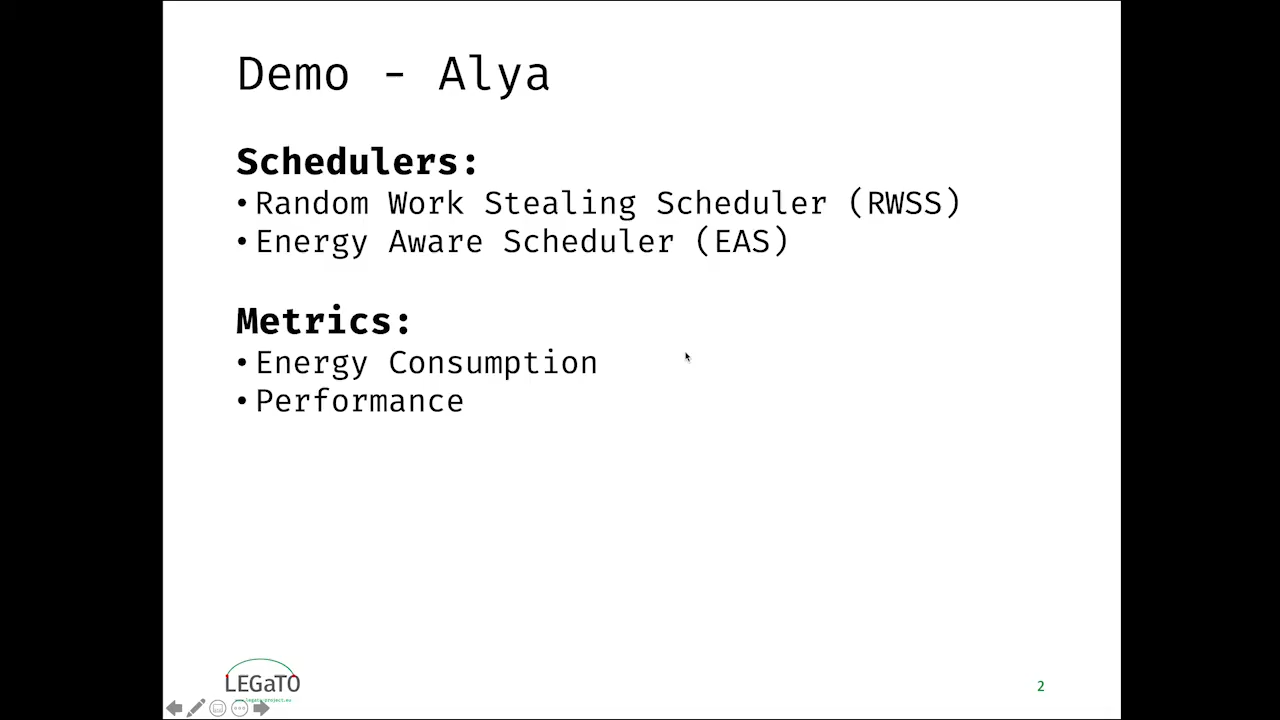 Demo - Alya
Schedulers:
• Random Work Stealing Scheduler (RWSS)
• Energy Aware Scheduler (EAS)
Metrics:
• Energy Consumption
• Performance
LEGaTO
2